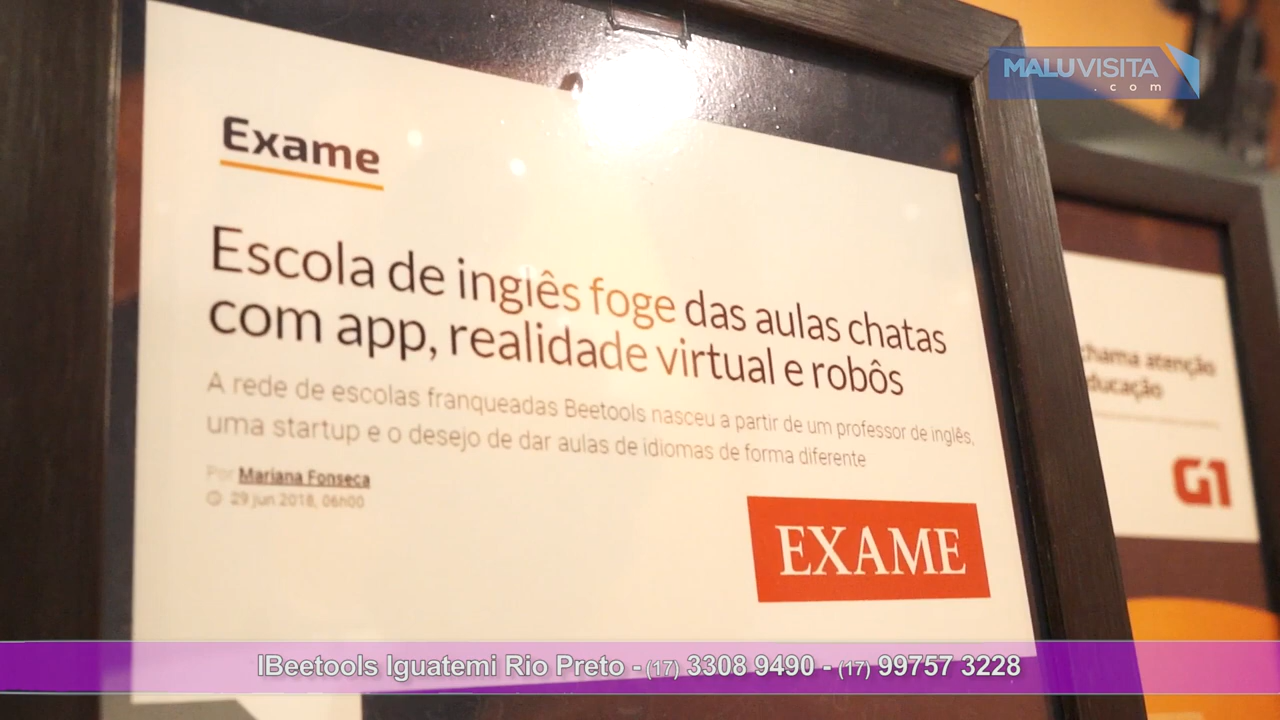 MALUVISITA
.com
Exame
Escola de inglês foge das aulas chatas
com app, realidade virtual e robôs
A rede de escolas franqueadas Beetools nasceu a partir de um professor de inglês,
uma startup e o desejo de dar aulas de idiomas de forma diferente
Por Mariana Fonseca
29 jun 2018, 06h00
EXAME
chama atenção
educação
G1
IBeetools Iguatemi Rio Preto - (17) 3308 9490 - (17) 99757 3228